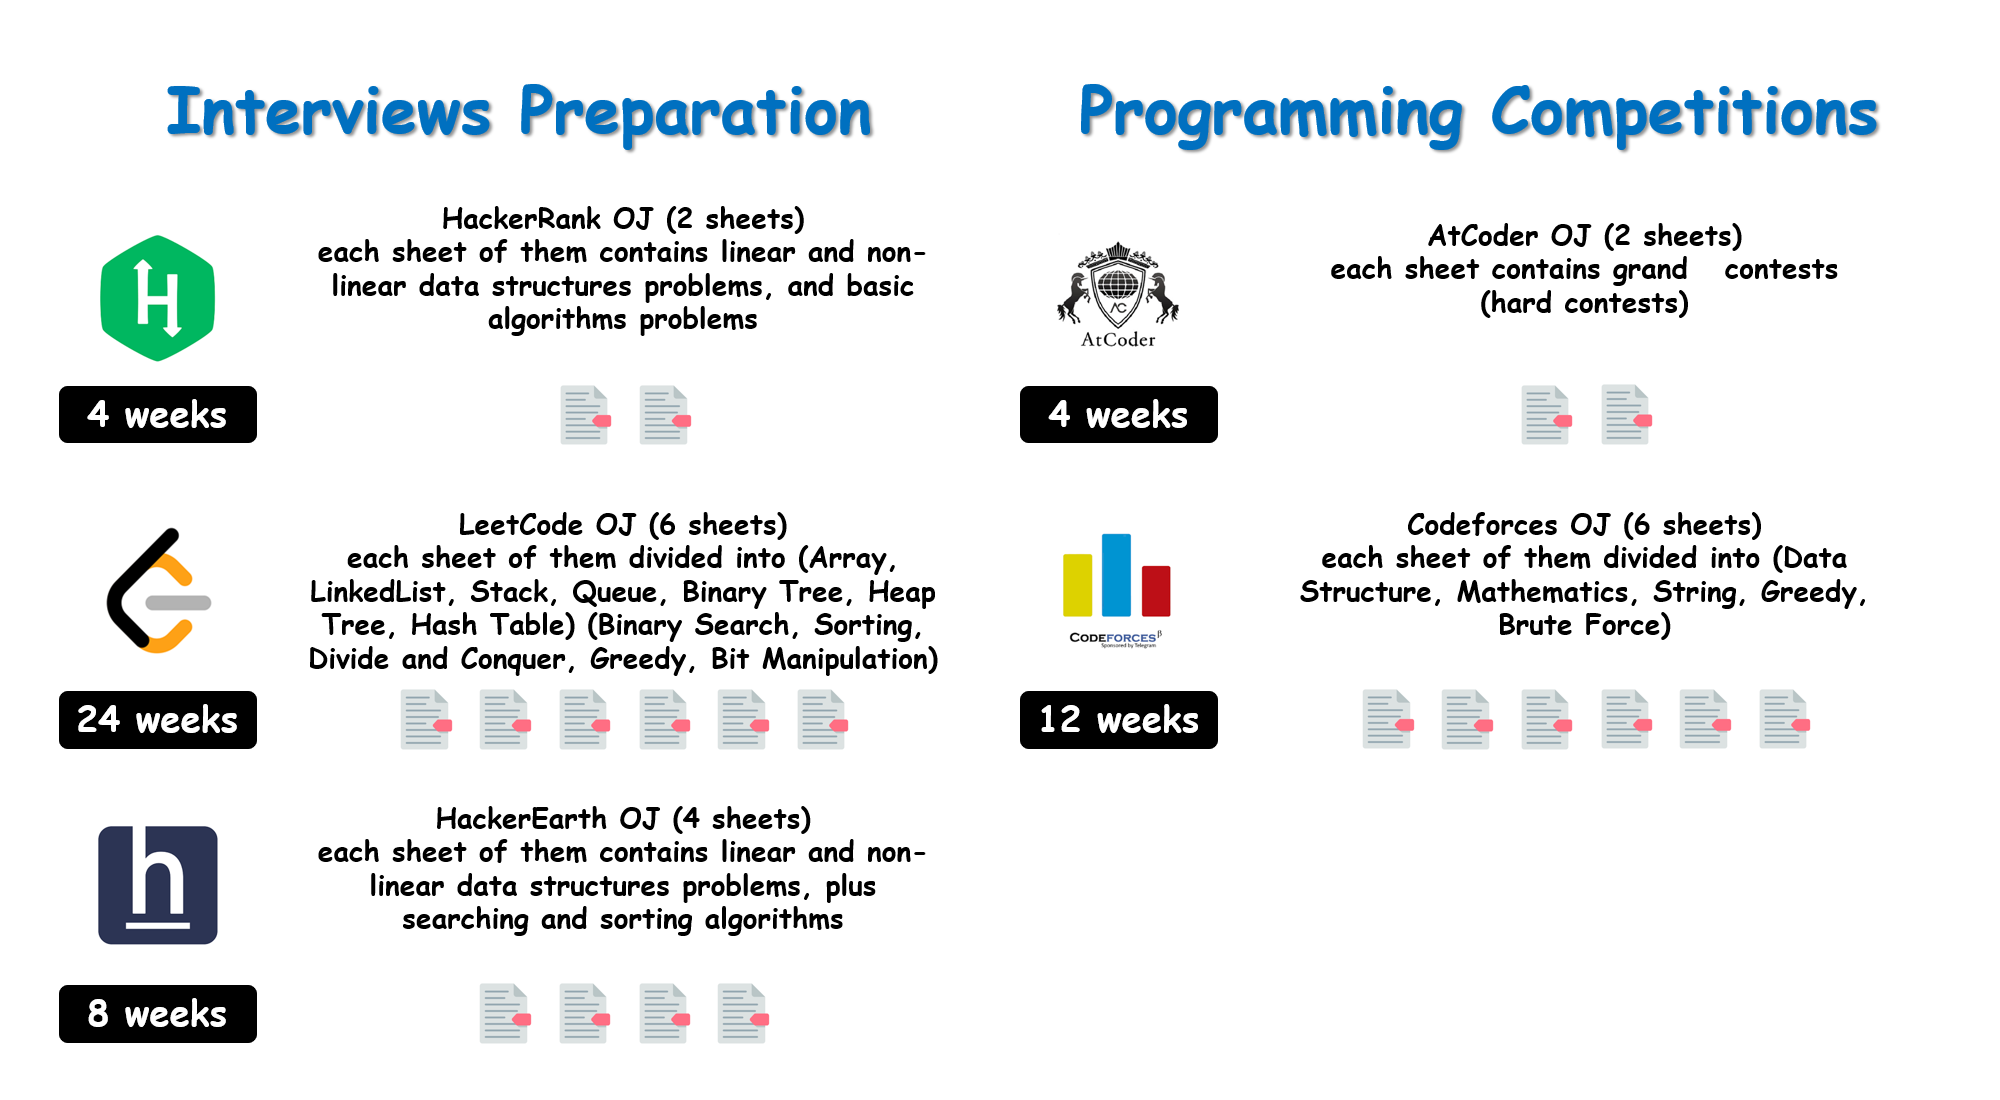 Interviews Preparation
HackerRank OJ (2 sheets)
each sheet of them contains linear and non-
linear data structures problems, and basic
algorithms problems
H
4 weeks
LeetCode OJ (6 sheets)
each sheet of them divided into (Array,
LinkedList, Stack, Queue, Binary Tree, Heap
Tree, Hash Table) (Binary Search, Sorting,
Divide and Conquer, Greedy, Bit Manipulation)
24 weeks
HackerEarth OJ (4 sheets)
each sheet of them contains linear and non-
linear data structures problems, plus
searching and sorting algorithms
h
8 weeks
Programming Competitions
AtCoder OJ (2 sheets)
each sheet contains grand contests
(hard contests)
AC
AtCoder
4 weeks
Codeforces OJ (6 sheets)
each sheet of them divided into (Data
Structure, Mathematics, String, Greedy,
Brute Force)
CODEFORCES β
Sponsored by Telegram
12 weeks